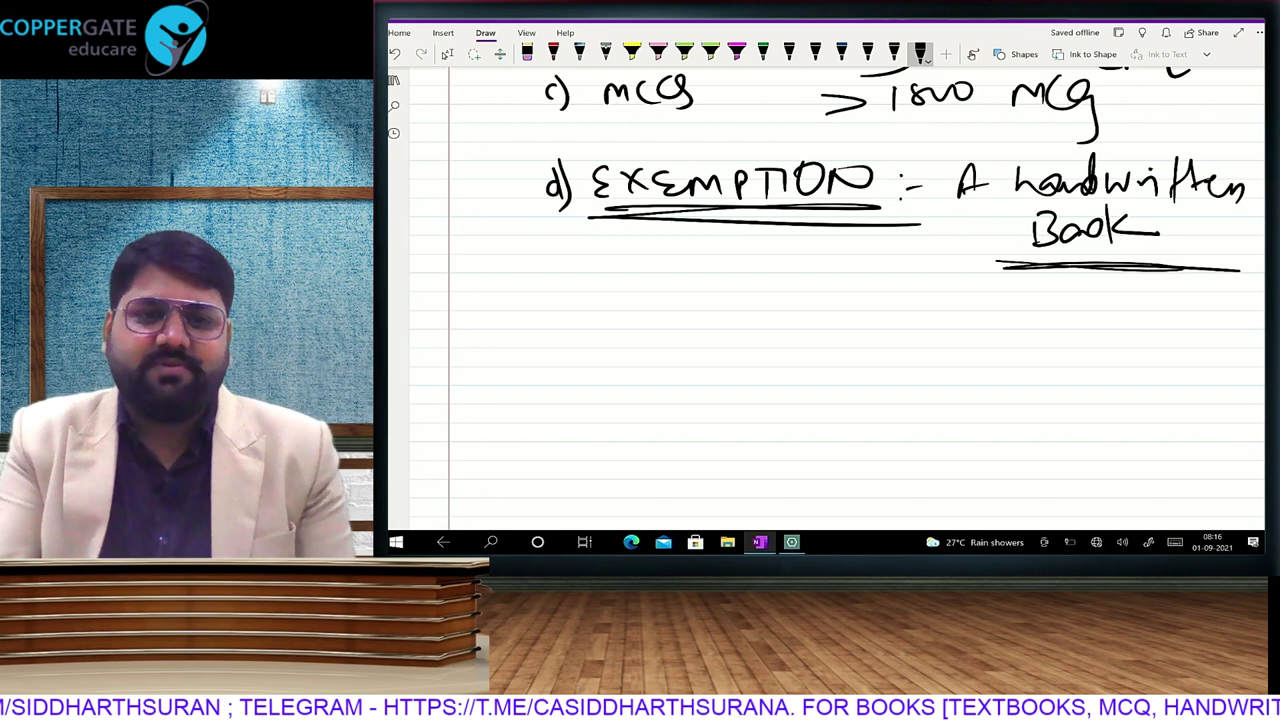 COPPERGATE
educare
Home Insert Draw View Help
Saved offline
Share
Shapes
Ink to Shape
Ink to Text
c) MCQ > 1800 MCQ
d) EXEMPTION :- A handwritten
Book
27°C Rain showers
08:16
01-09-2021
M/SIDDHARTHSURAN ; TELEGRAM - HTTPS://T.ME/CASIDDHARTHSURANA. FOR BOOKS [TEXTBOOKS, MCQ, HANDWRIT